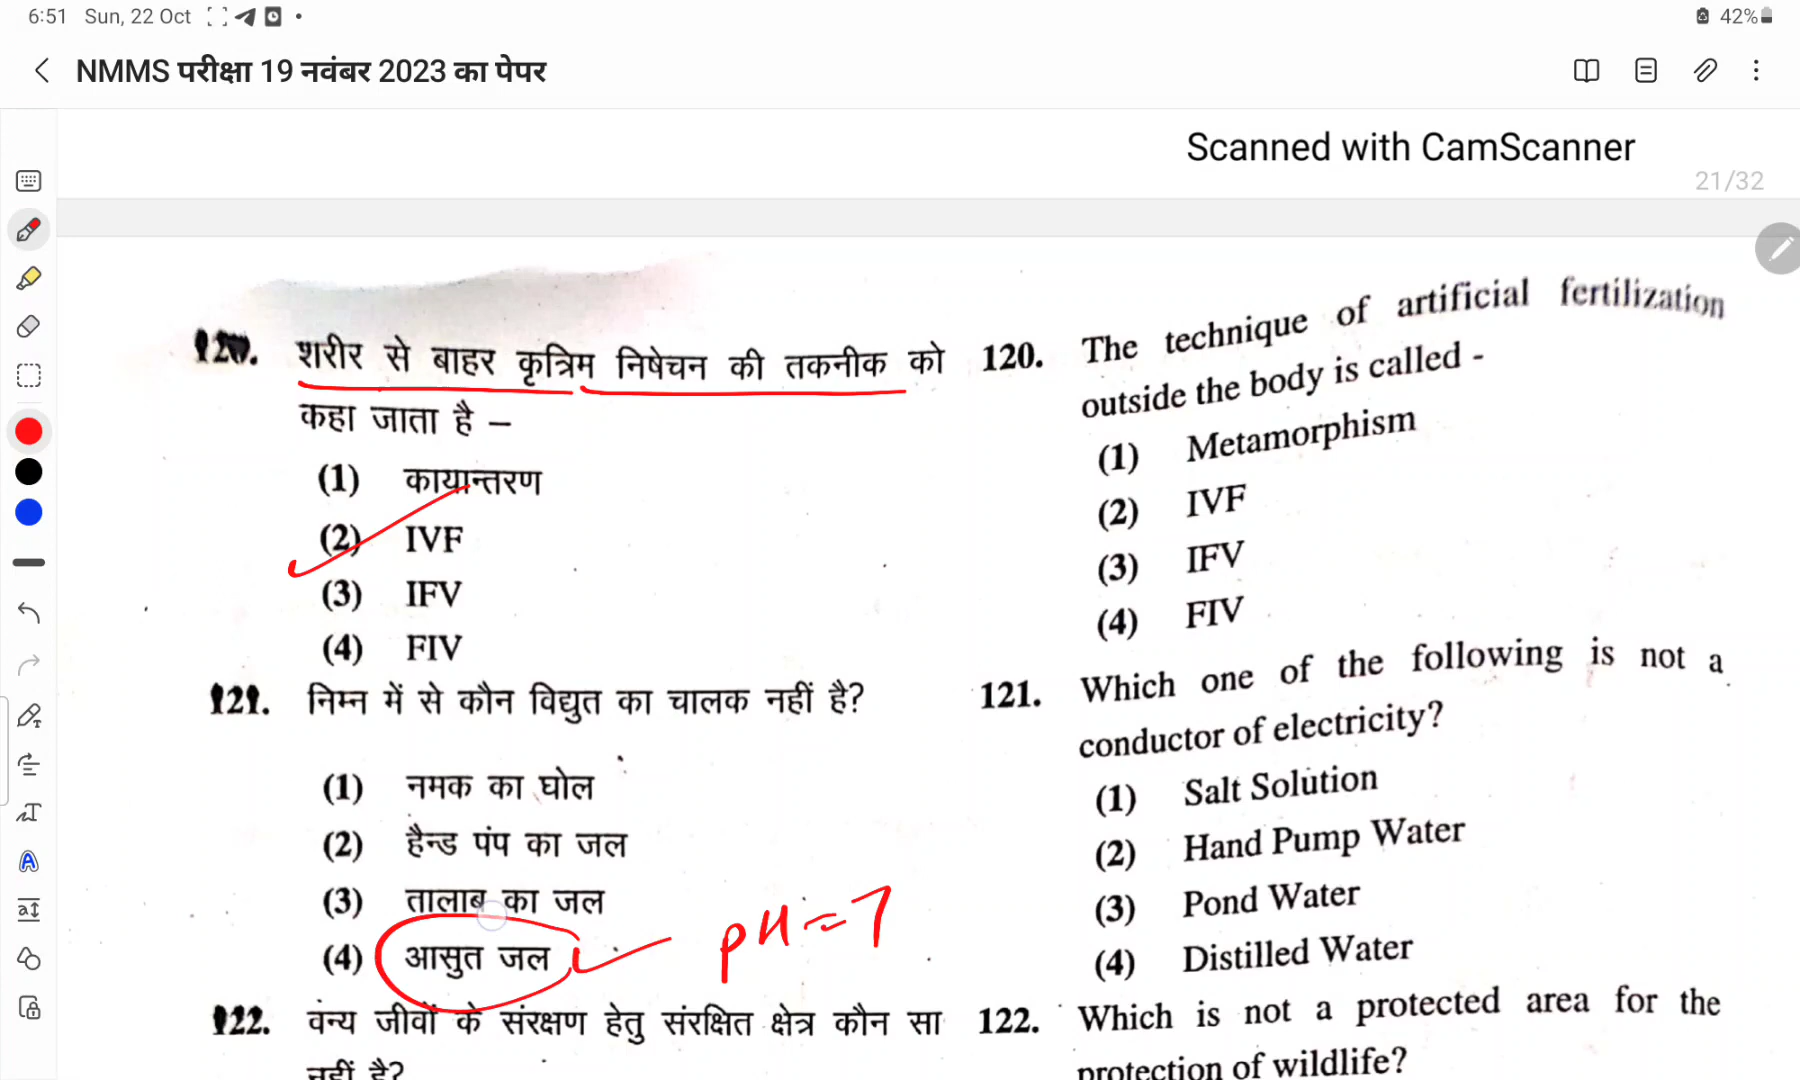 6:51 Sun, 22 Oct
42%
NMMS परीक्षा 19 नवंबर 2023 का पेपर
Scanned with CamScanner
21/32
120. शरीर से बाहर कृत्रिम निषेचन की तकनीक को
कहा जाता है –
(1) कायान्तरण
(2) IVF
(3) IFV
(4) FIV
121. निम्न में से कौन विद्युत का चालक नहीं है?
(1) नमक का घोल
(2) हैन्ड पंप का जल
(3) तालाब का जल
(4) आसुत जल
pH=7
122. वन्य जीवों के संरक्षण हेतु संरक्षित क्षेत्र कौन सा
नहीं है?
120. The technique of artificial fertilization
outside the body is called -
(1) Metamorphism
(2) IVF
(3) IFV
(4) FIV
121. Which one of the following is not a
conductor of electricity?
(1) Salt Solution
(2) Hand Pump Water
(3) Pond Water
(4) Distilled Water
122. Which is not a protected area for the
protection of wildlife?